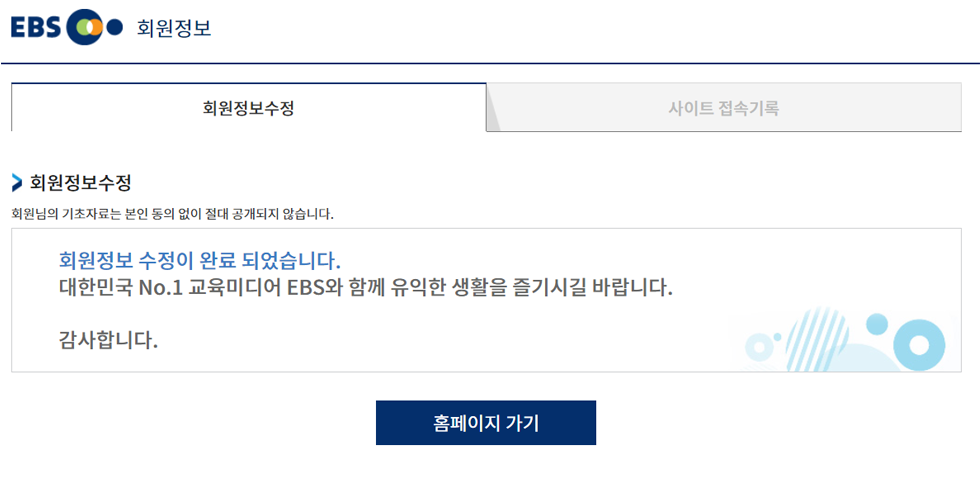 EBS 회원정보
회원정보수정
사이트 접속기록
회원정보수정
회원님의 기초자료는 본인 동의 없이 절대 공개되지 않습니다.
회원정보 수정이 완료 되었습니다.
대한민국 No.1 교육미디어 EBS와 함께 유익한 생활을 즐기시길 바랍니다.
감사합니다.
홈페이지 가기